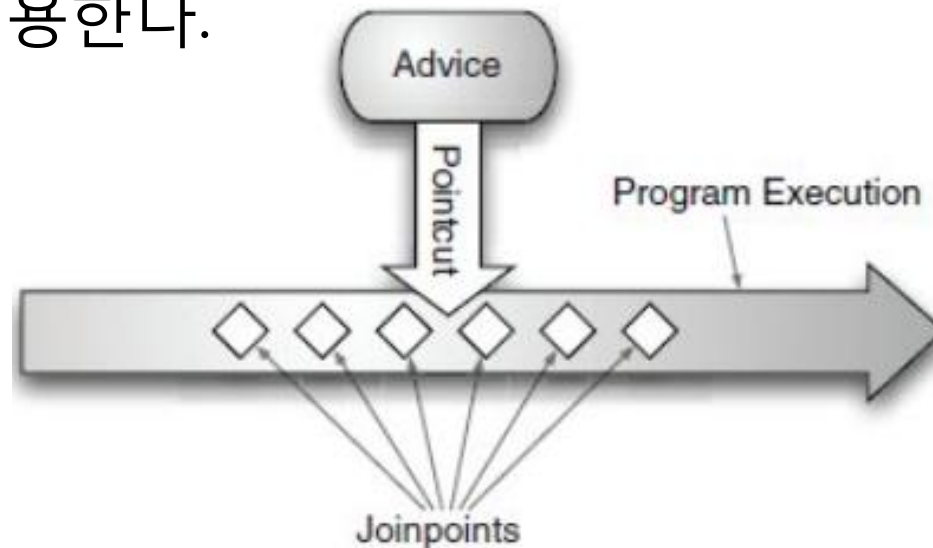 용한다.
Advice
Pointcut
Program Execution
Joinpoints